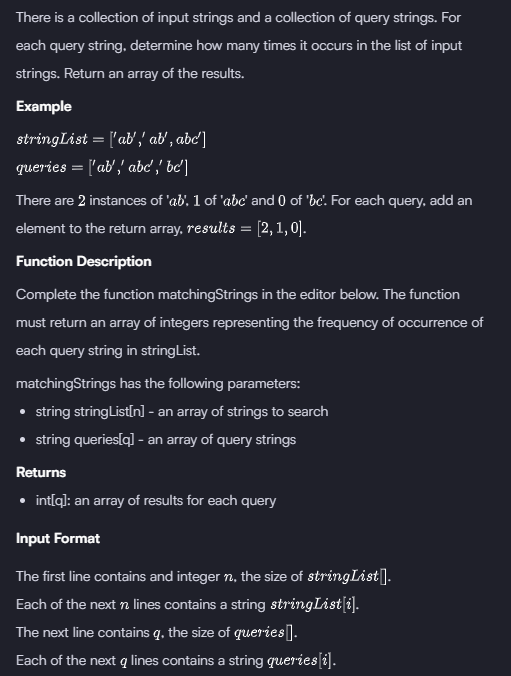 There is a collection of input strings and a collection of query strings. For
each query string, determine how many times it occurs in the list of input
strings. Return an array of the results.
Example
stringList = ['ab',' ab', abc']
queries = ['ab',' abc',' bc']
There are 2 instances of 'ab', 1 of 'abc' and 0 of 'bc'. For each query, add an
element to the return array, results = [2, 1, 0].
Function Description
Complete the function matchingStrings in the editor below. The function
must return an array of integers representing the frequency of occurrence of
each query string in stringList.
matchingStrings has the following parameters:
• string stringList[n] - an array of strings to search
• string queries[q] - an array of query strings
Returns
• int[q]: an array of results for each query
Input Format
The first line contains and integer n, the size of stringList[].
Each of the next n lines contains a string stringList[i].
The next line contains q, the size of queries[].
Each of the next q lines contains a string queries[i].